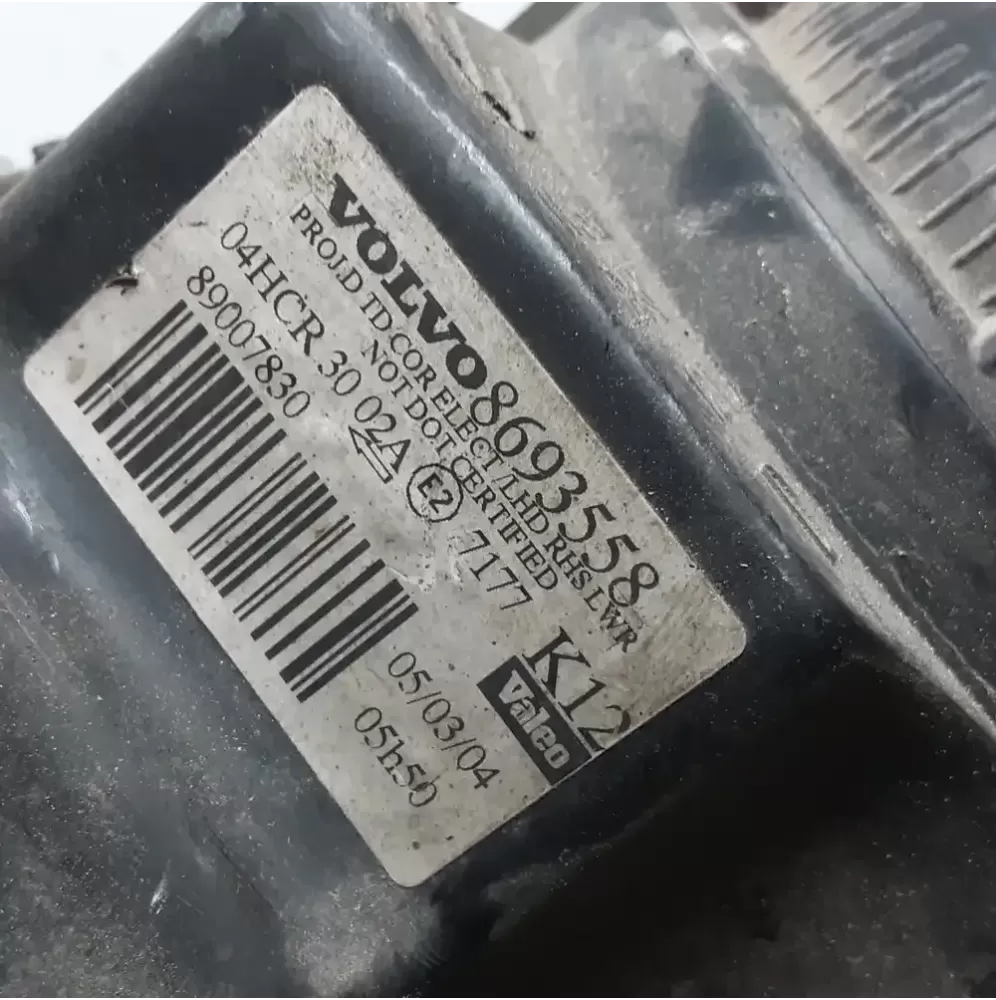 VOLVO 8693558
PROLD TD COR ELECT /LHD RHS LWR
NOT DOT CERTIFIED
04HCR 30 02A E2 7177 K12
89007830
Valeo
05/03/04
05h50